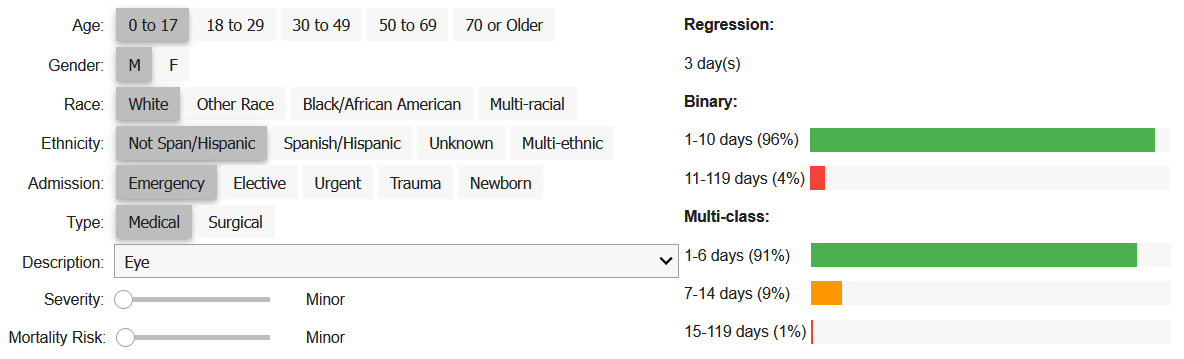 Age: 0 to 17 18 to 29 30 to 49 50 to 69 70 or Older
Gender: M F
Race: White Other Race Black/African American Multi-racial
Ethnicity: Not Span/Hispanic Spanish/Hispanic Unknown Multi-ethnic
Admission: Emergency Elective Urgent Trauma Newborn
Type: Medical Surgical
Description: Eye
Severity: Minor
Mortality Risk: Minor
Regression:
3 day(s)
Binary:
1-10 days (96%)
11-119 days (4%)
Multi-class:
1-6 days (91%)
7-14 days (9%)
15-119 days (1%)